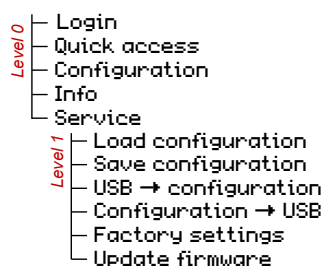 Level 0
Login
Quick access
Configuration
Info
Service
Level 1
Load configuration
Save configuration
USB → configuration
Configuration → USB
Factory settings
Update firmware